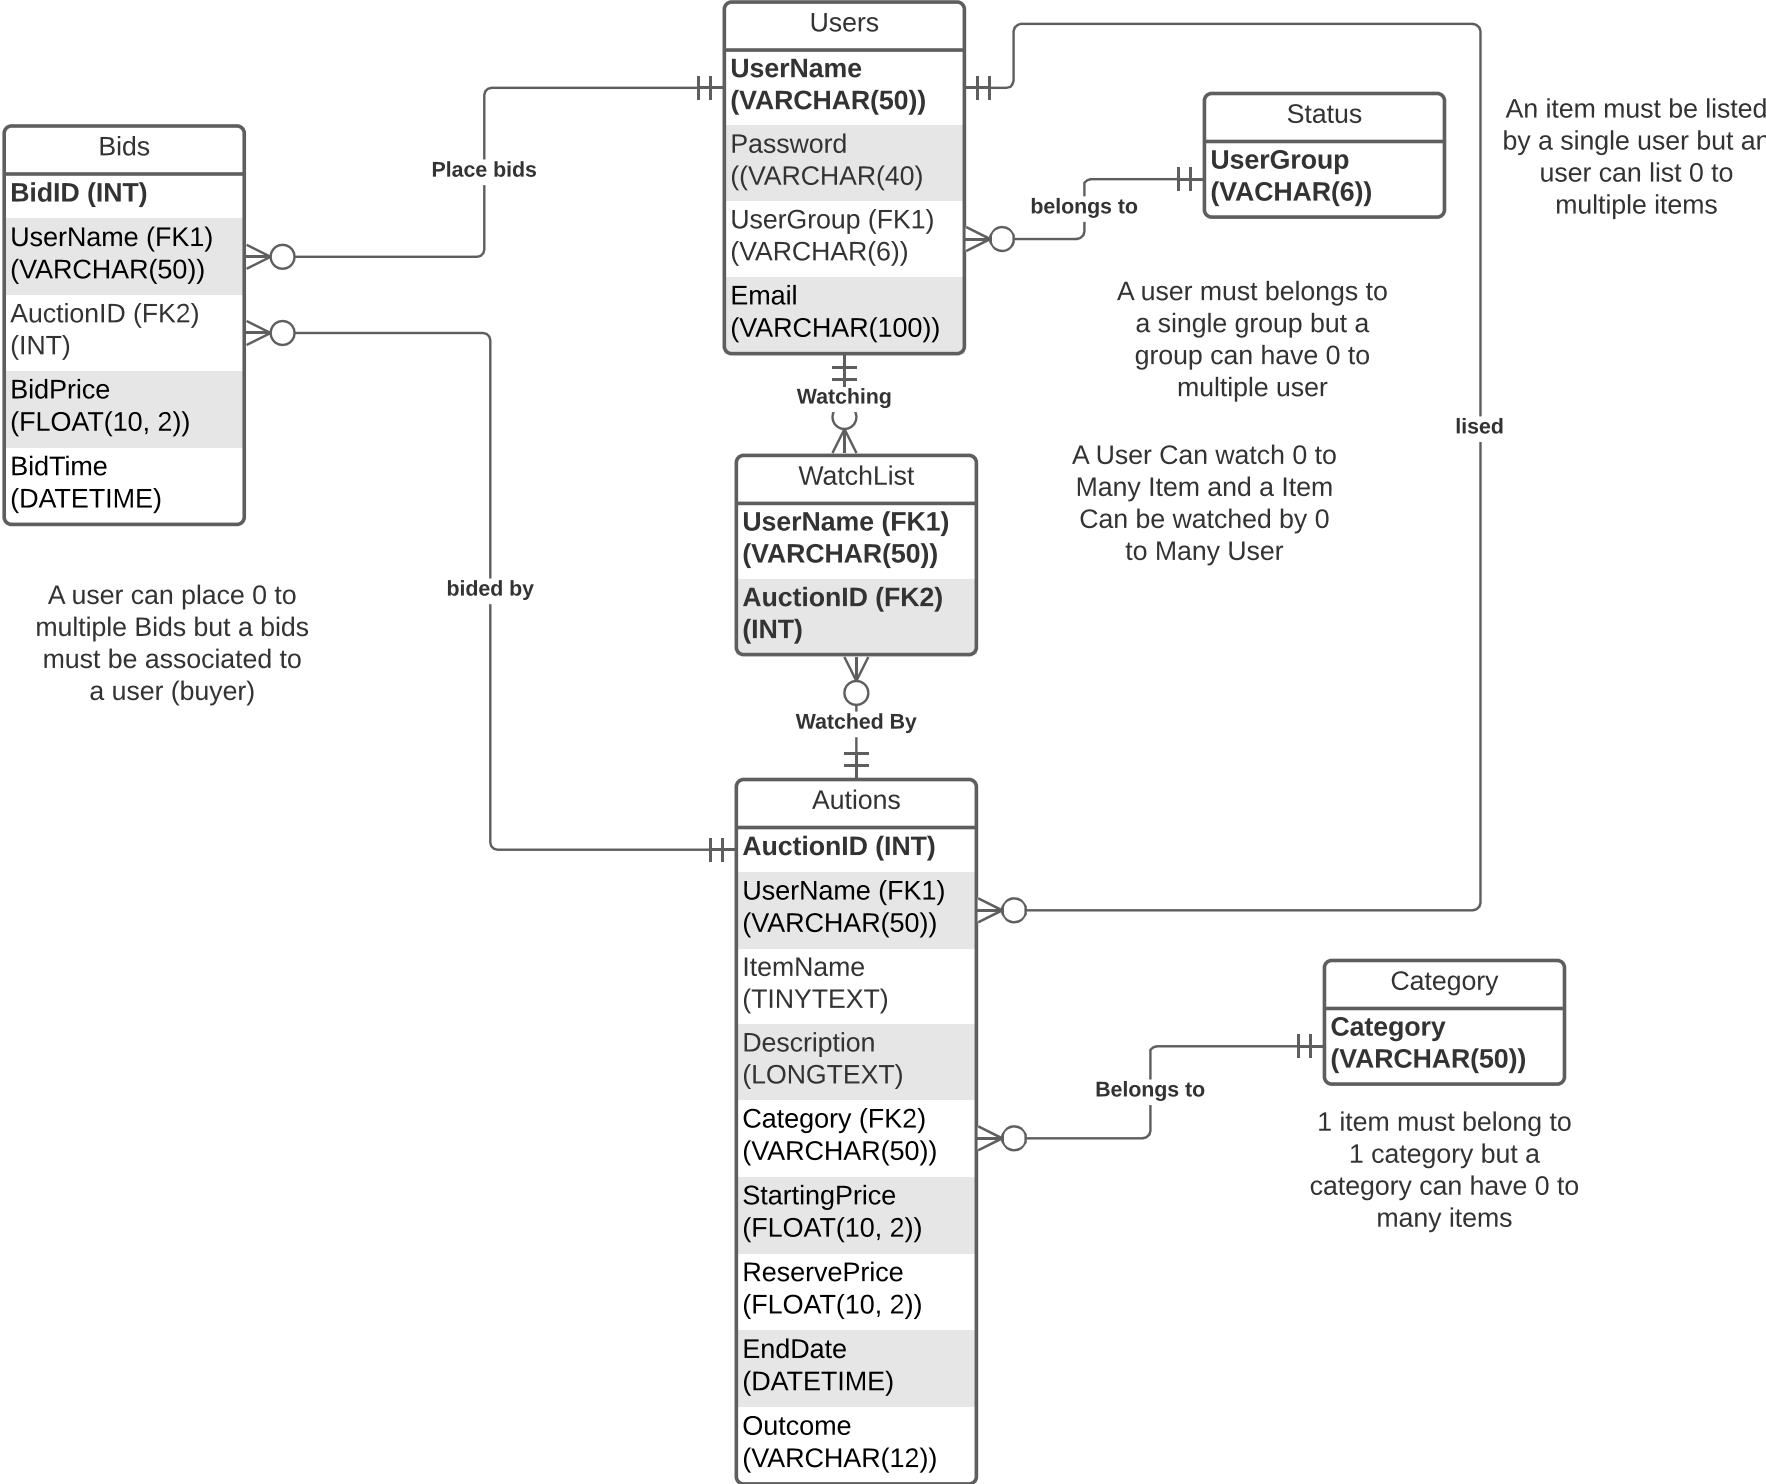 Users
UserName
(VARCHAR(50))
Password
((VARCHAR(40)
UserGroup (FK1)
(VARCHAR(6))
Email
(VARCHAR(100))
Status
UserGroup
(VACHAR(6))
An item must be listed
by a single user but an
user can list 0 to
multiple items
Bids
BidID (INT)
UserName (FK1)
(VARCHAR(50))
AuctionID (FK2)
(INT)
BidPrice
(FLOAT(10, 2))
BidTime
(DATETIME)
Place bids
belongs to
A user must belongs to
a single group but a
group can have 0 to
multiple user
Watching
lised
A User Can watch 0 to
Many Item and a Item
Can be watched by 0
to Many User
WatchList
UserName (FK1)
(VARCHAR(50))
AuctionID (FK2)
(INT)
A user can place 0 to
multiple Bids but a bids
must be associated to
a user (buyer)
bided by
Watched By
Autions
AuctionID (INT)
UserName (FK1)
(VARCHAR(50))
ItemName
(TINYTEXT)
Description
(LONGTEXT)
Category (FK2)
(VARCHAR(50))
StartingPrice
(FLOAT(10, 2))
ReservePrice
(FLOAT(10, 2))
EndDate
(DATETIME)
Outcome
(VARCHAR(12))
Category
Category
(VARCHAR(50))
Belongs to
1 item must belong to
1 category but a
category can have 0 to
many items